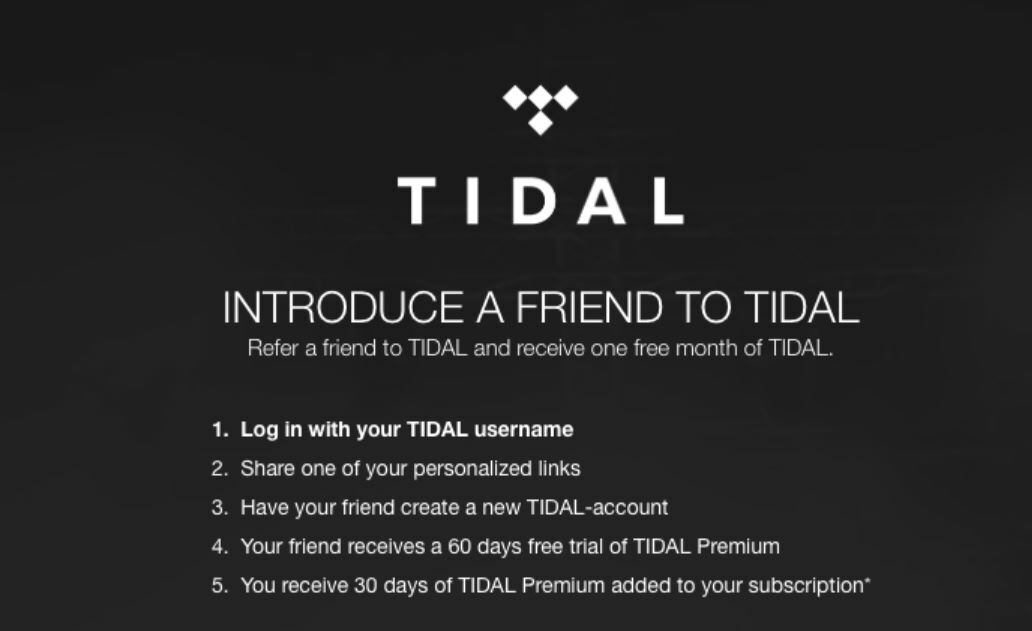 TIDAL
INTRODUCE A FRIEND TO TIDAL
Refer a friend to TIDAL and receive one free month of TIDAL.
1. Log in with your TIDAL username
2. Share one of your personalized links
3. Have your friend create a new TIDAL-account
4. Your friend receives a 60 days free trial of TIDAL Premium
5. You receive 30 days of TIDAL Premium added to your subscription*